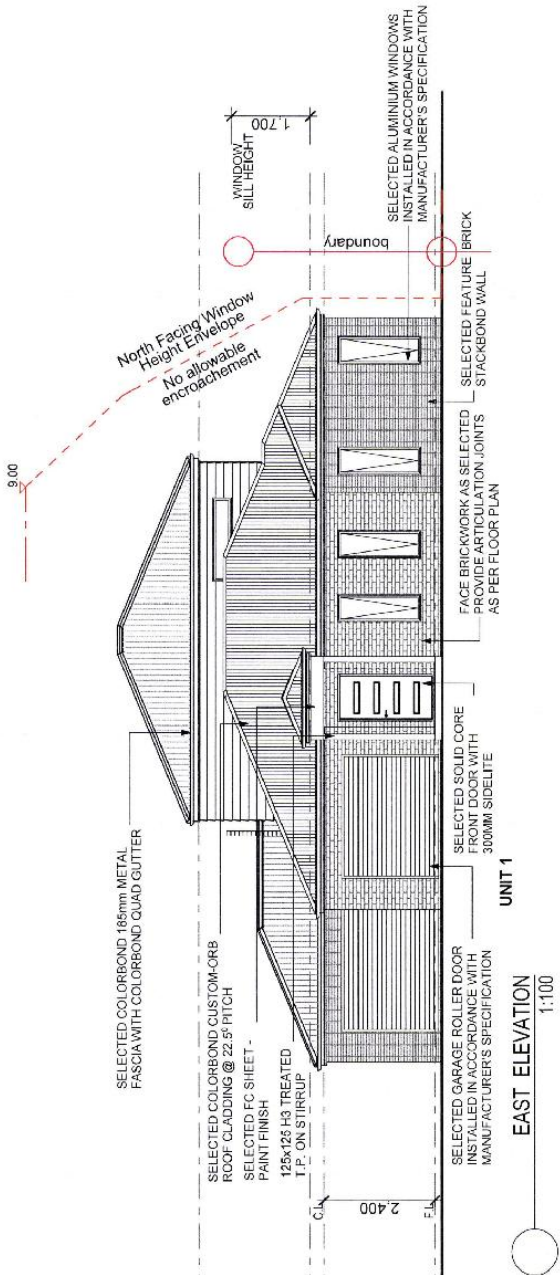 9.00
North Facing Window
Height Envelope
No allowable
encroachement
WINDOW
SILL HEIGHT
1,700
boundary
SELECTED COLORBOND 185mm METAL
FASCIA WITH COLORBOND QUAD GUTTER
SELECTED COLORBOND CUSTOM-ORB
ROOF CLADDING @ 22.5° PITCH
SELECTED FC SHEET -
PAINT FINISH
125x125 H3 TREATED
T.P. ON STIRRUP
C.L
2,400
F.L
SELECTED GARAGE ROLLER DOOR
INSTALLED IN ACCORDANCE WITH
MANUFACTURER'S SPECIFICATION
SELECTED SOLID CORE
FRONT DOOR WITH
300MM SIDELITE
FACE BRICKWORK AS SELECTED
PROVIDE ARTICULATION JOINTS
AS PER FLOOR PLAN
SELECTED FEATURE BRICK
STACKBOND WALL
SELECTED ALUMINIUM WINDOWS
INSTALLED IN ACCORDANCE WITH
MANUFACTURER'S SPECIFICATION
UNIT 1
EAST ELEVATION
1:100